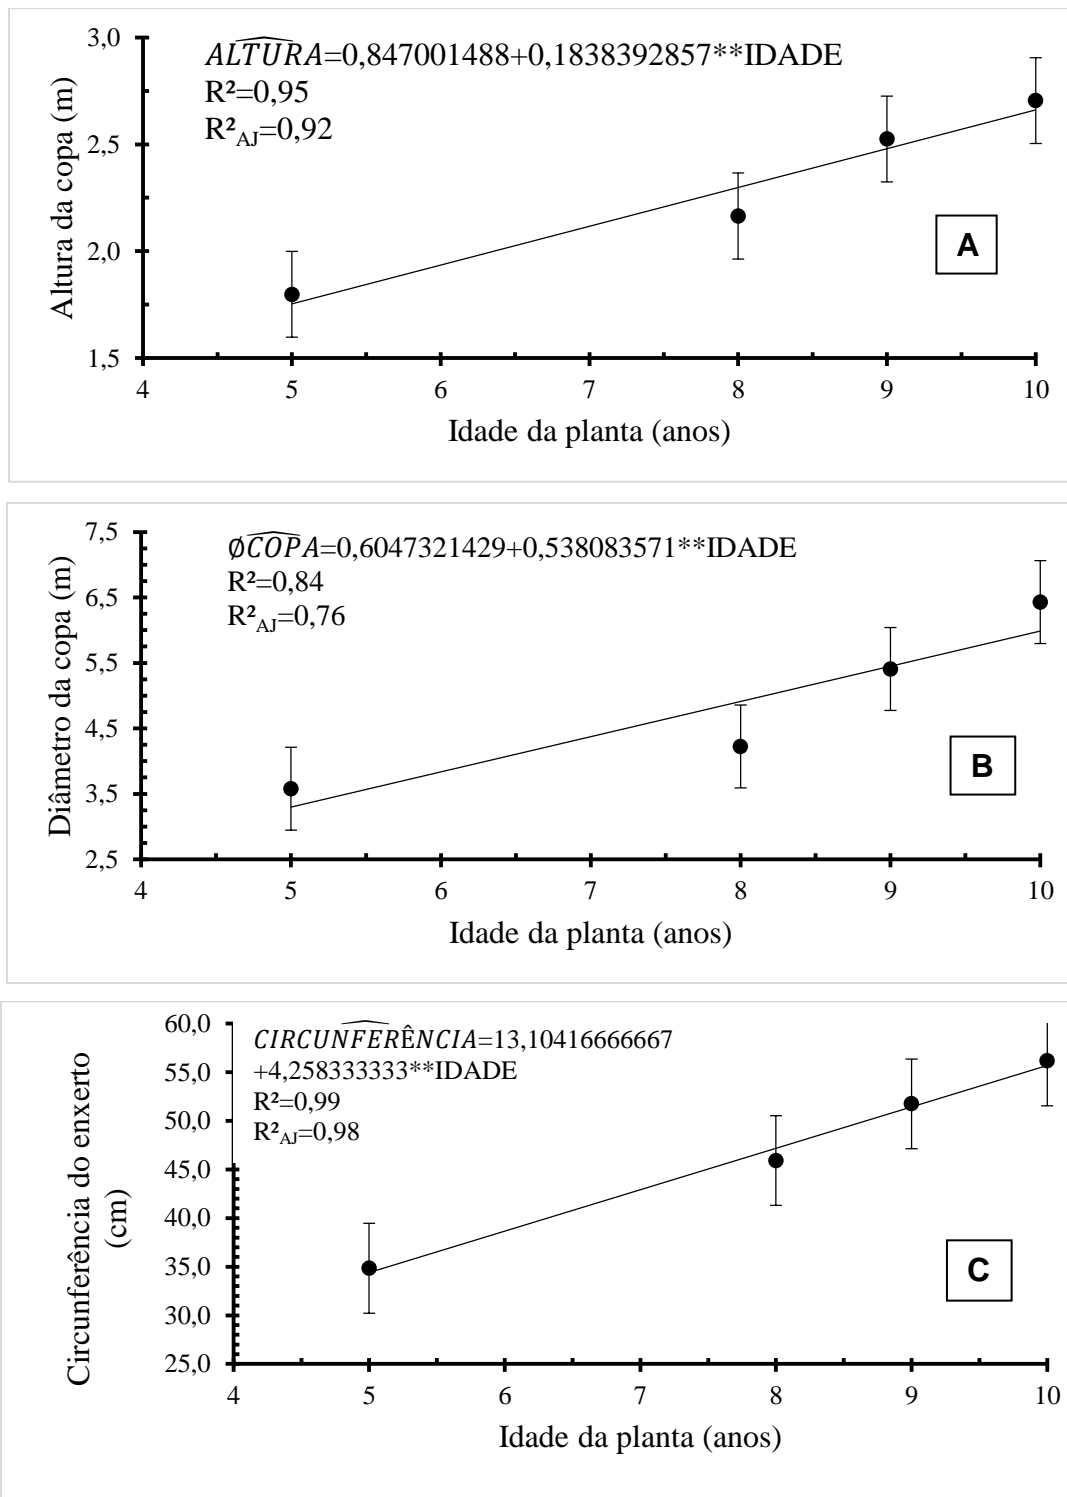 3,0
ALTURA=0,847001488+0,1838392857**IDADE
R²=0,95
R²AJ=0,92
2,5
2,0
1,5
Altura da copa (m)
A
4 5 6 7 8 9 10
Idade da planta (anos)
7,5
ØCOPA=0,6047321429+0,538083571**IDADE
R²=0,84
R²AJ=0,76
6,5
5,5
4,5
3,5
2,5
Diâmetro da copa (m)
B
4 5 6 7 8 9 10
Idade da planta (anos)
60,0
CIRCUNFERÊNCIA=13,10416666667
+4,258333333**IDADE
R²=0,99
R²AJ=0,98
55,0
50,0
45,0
40,0
35,0
30,0
25,0
Circunferência do enxerto
(cm)
C
4 5 6 7 8 9 10
Idade da planta (anos)